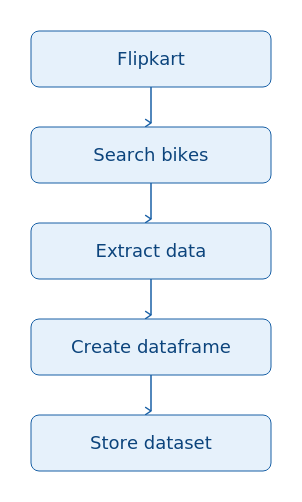 Flipkart
Search bikes
Extract data
Create dataframe
Store dataset